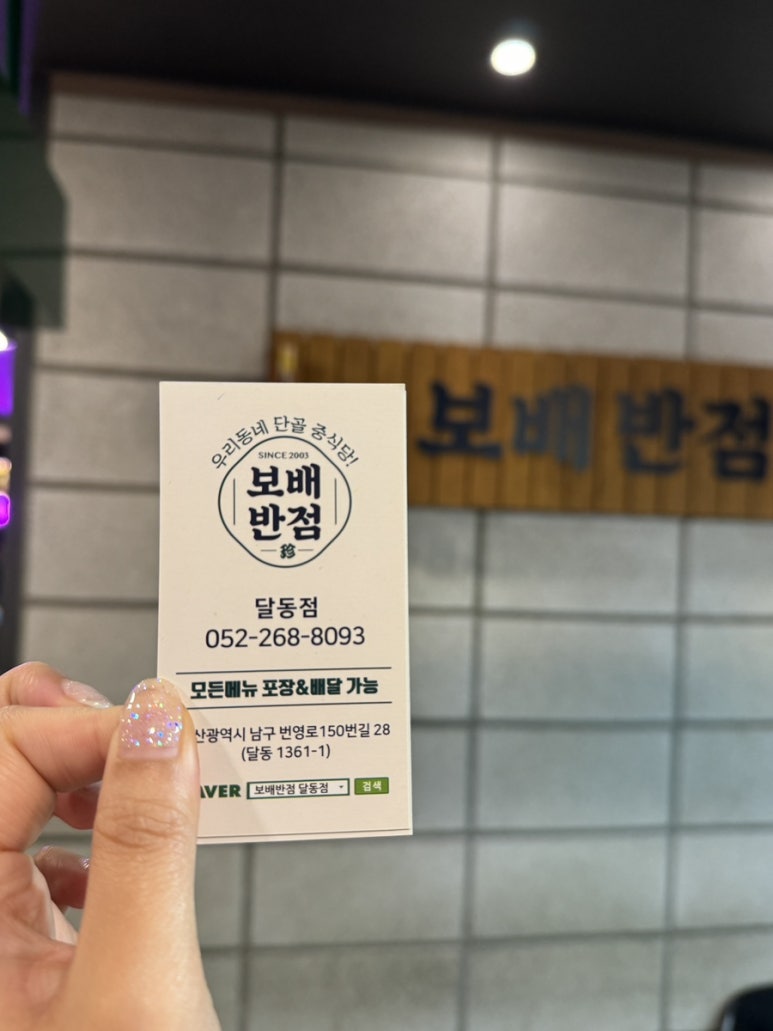 우리동네 단골 중식당!
SINCE 2003
보배
반점
珍
달동점
052-268-8093
모든메뉴 포장&배달 가능
산광역시 남구 번영로150번길 28
(달동 1361-1)
AVER 보배반점 달동점 검색
보배 반점